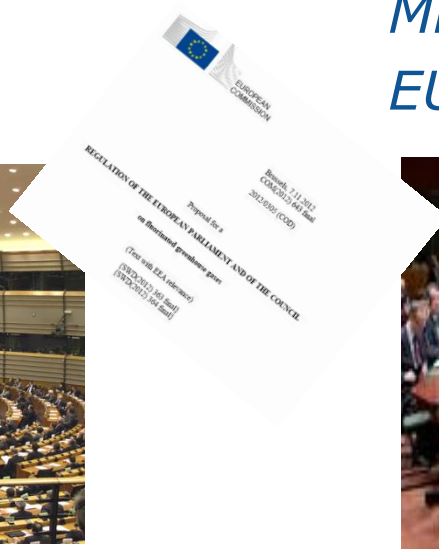 EU
EUROPEAN
COMMISSION
Brussels, 7.11.2012
COM(2012) 643 final
2012/0305 (COD)
Proposal for a
REGULATION OF THE EUROPEAN PARLIAMENT AND OF THE COUNCIL
on fluorinated greenhouse gases
(Text with EEA relevance)
{SWD(2012) 363 final}
{SWD(2012) 364 final}